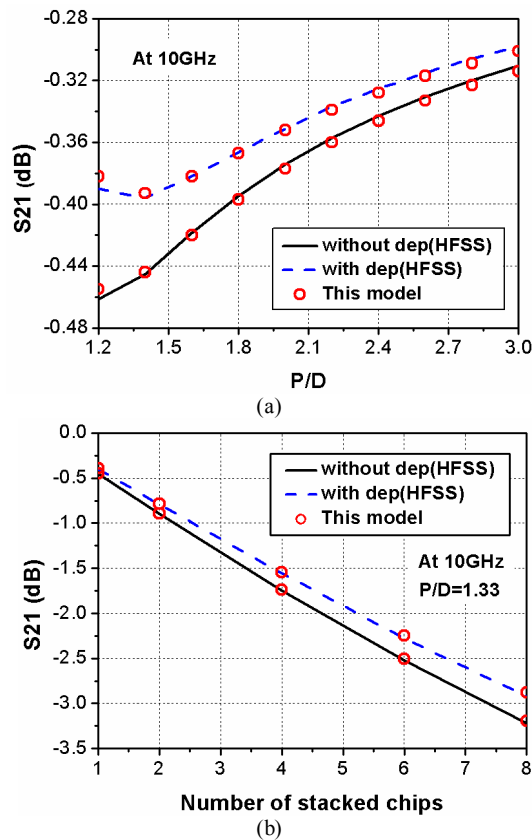 -0.28
-0.32
-0.36
-0.40
-0.44
-0.48
S21 (dB)
At 10GHz
without dep(HFSS)
with dep(HFSS)
This model
1.2 1.5 1.8 2.1 2.4 2.7 3.0
P/D
(a)
0.0
-0.5
-1.0
-1.5
-2.0
-2.5
-3.0
-3.5
S21 (dB)
without dep(HFSS)
with dep(HFSS)
This model
At 10GHz
P/D=1.33
1 2 3 4 5 6 7 8
Number of stacked chips
(b)